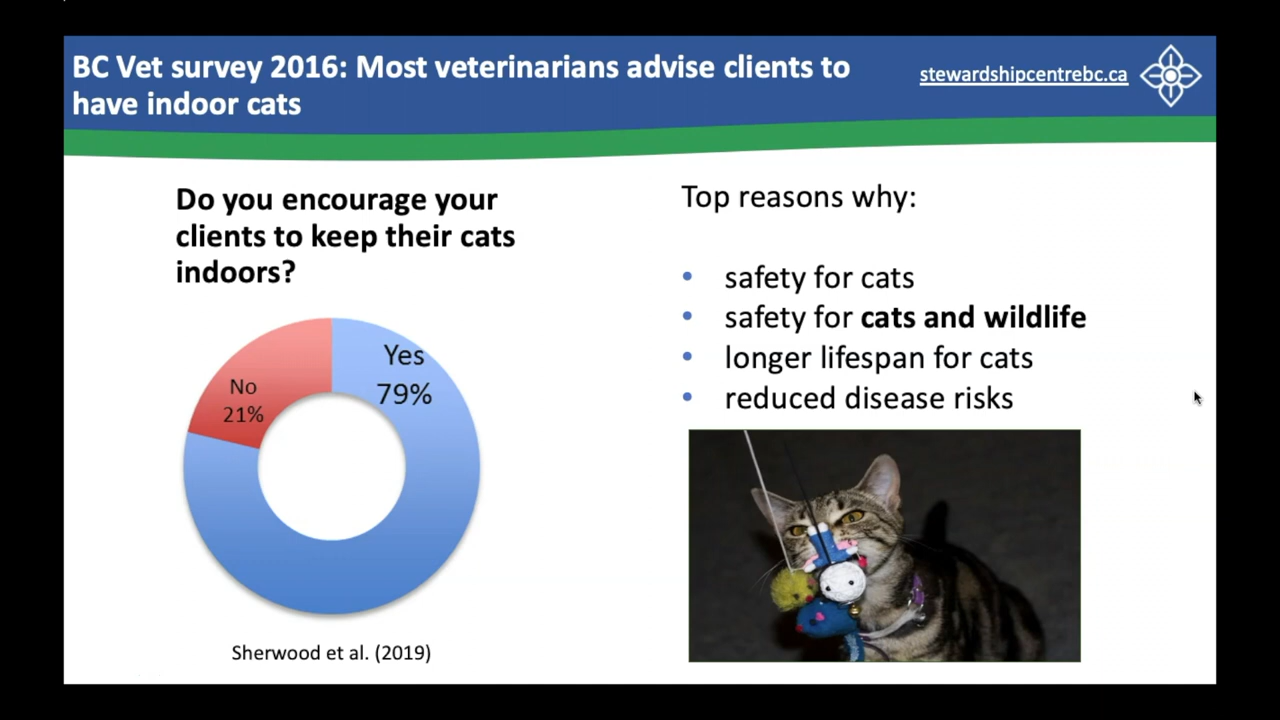 BC Vet survey 2016: Most veterinarians advise clients to
have indoor cats
stewardshipcentrebc.ca
Do you encourage your
clients to keep their cats
indoors?
Yes
79%
No
21%
Sherwood et al. (2019)
Top reasons why:
• safety for cats
• safety for cats and wildlife
• longer lifespan for cats
• reduced disease risks